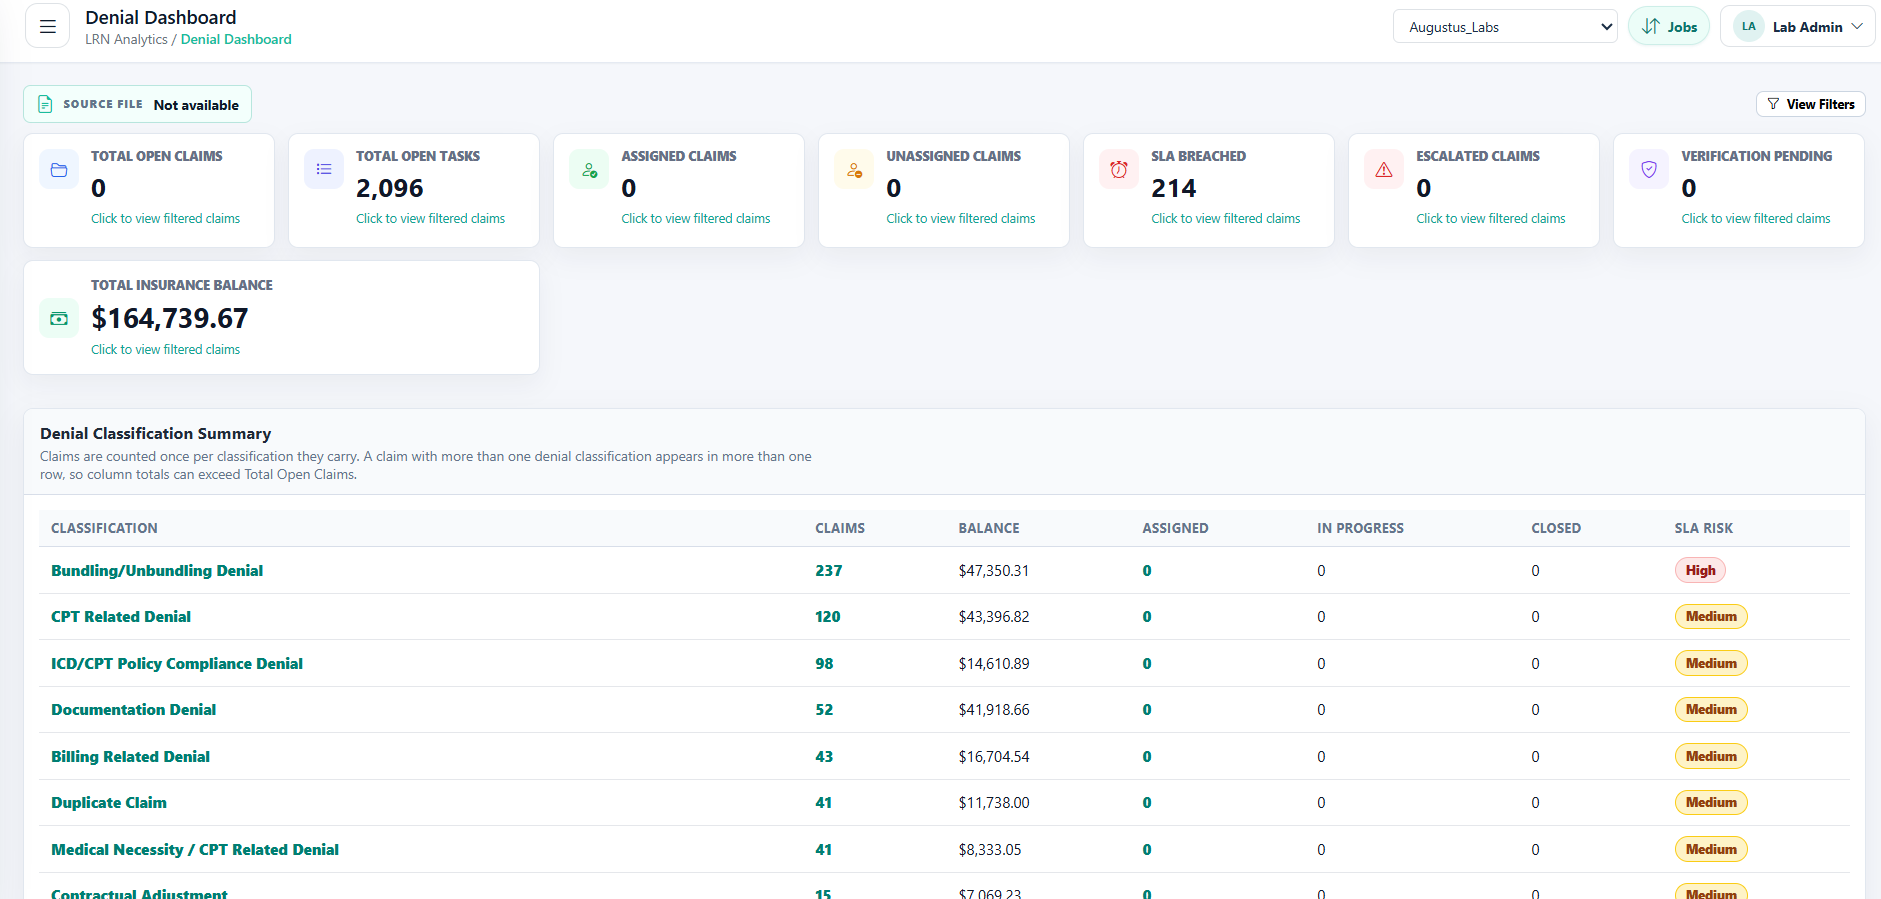 Denial Dashboard
LRN Analytics / Denial Dashboard
Augustus_Labs
Jobs
LA
Lab Admin
SOURCE FILE Not available
View Filters
TOTAL OPEN CLAIMS
0
Click to view filtered claims
TOTAL OPEN TASKS
2,096
Click to view filtered claims
ASSIGNED CLAIMS
0
Click to view filtered claims
UNASSIGNED CLAIMS
0
Click to view filtered claims
SLA BREACHED
214
Click to view filtered claims
ESCALATED CLAIMS
0
Click to view filtered claims
VERIFICATION PENDING
0
Click to view filtered claims
TOTAL INSURANCE BALANCE
$164,739.67
Click to view filtered claims
Denial Classification Summary
Claims are counted once per classification they carry. A claim with more than one denial classification appears in more than one
row, so column totals can exceed Total Open Claims.
CLASSIFICATION CLAIMS BALANCE ASSIGNED IN PROGRESS CLOSED SLA RISK
Bundling/Unbundling Denial 237 $47,350.31 0 0 0 High
CPT Related Denial 120 $43,396.82 0 0 0 Medium
ICD/CPT Policy Compliance Denial 98 $14,610.89 0 0 0 Medium
Documentation Denial 52 $41,918.66 0 0 0 Medium
Billing Related Denial 43 $16,704.54 0 0 0 Medium
Duplicate Claim 41 $11,738.00 0 0 0 Medium
Medical Necessity / CPT Related Denial 41 $8,333.05 0 0 0 Medium
Contractual Adjustment 15 $7,069.23 0 0 0 Medium